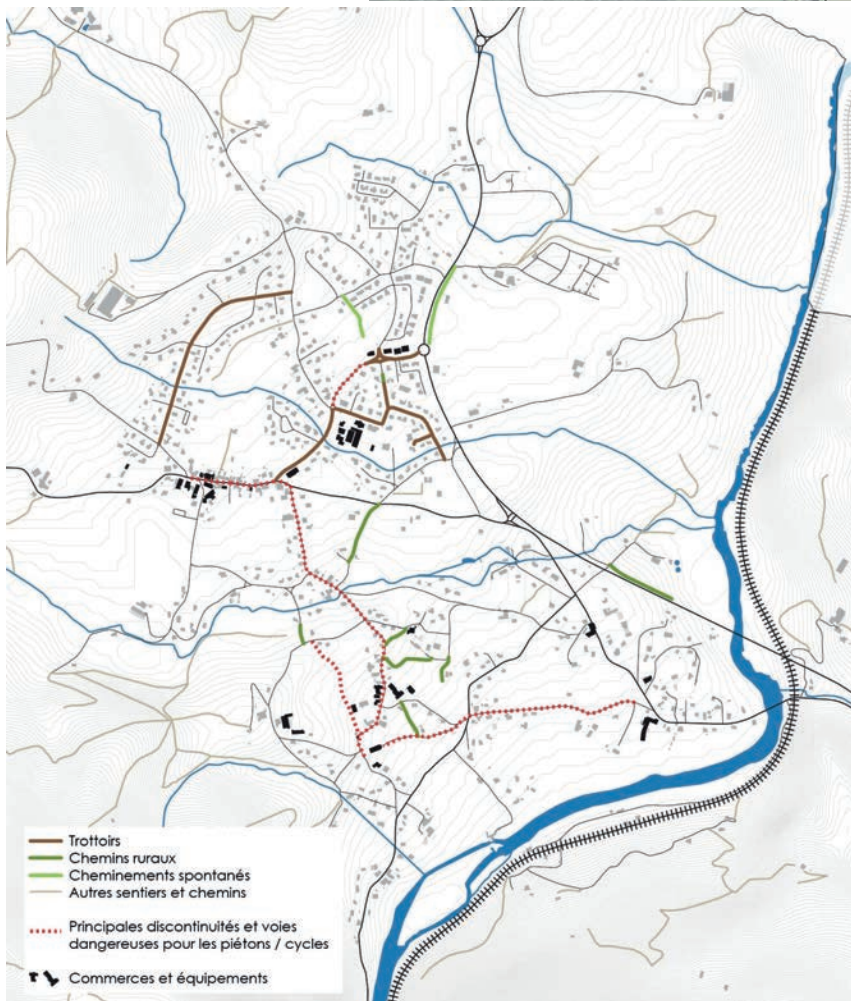 Trottoirs
Chemins ruraux
Cheminements spontanés
Autres sentiers et chemins
Principales discontinuités et voies
dangereuses pour les piétons / cycles
Commerces et équipements